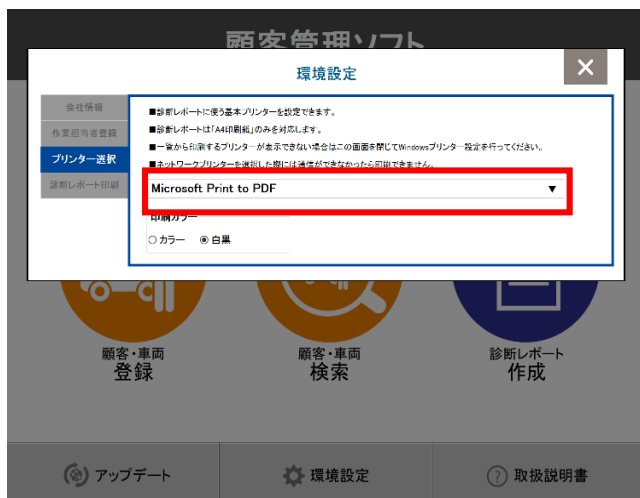 顧客管理ソフト
環境設定
会社情報
作業担当者登録
プリンター選択
診断レポート印刷
■診断レポートに使う基本プリンターを設定できます。
■診断レポートは「A4印刷紙」のみを対応します。
■一覧から印刷するプリンターが表示できない場合はこの画面を閉じてWindowsプリンター設定を行ってください。
■ネットワークプリンターを選択した際には通信ができなかったら印刷できません。
Microsoft Print to PDF
印刷カラー
カラー 白黒
顧客・車両
登録
顧客・車両
検索
診断レポート
作成
アップデート
環境設定
? 取扱説明書